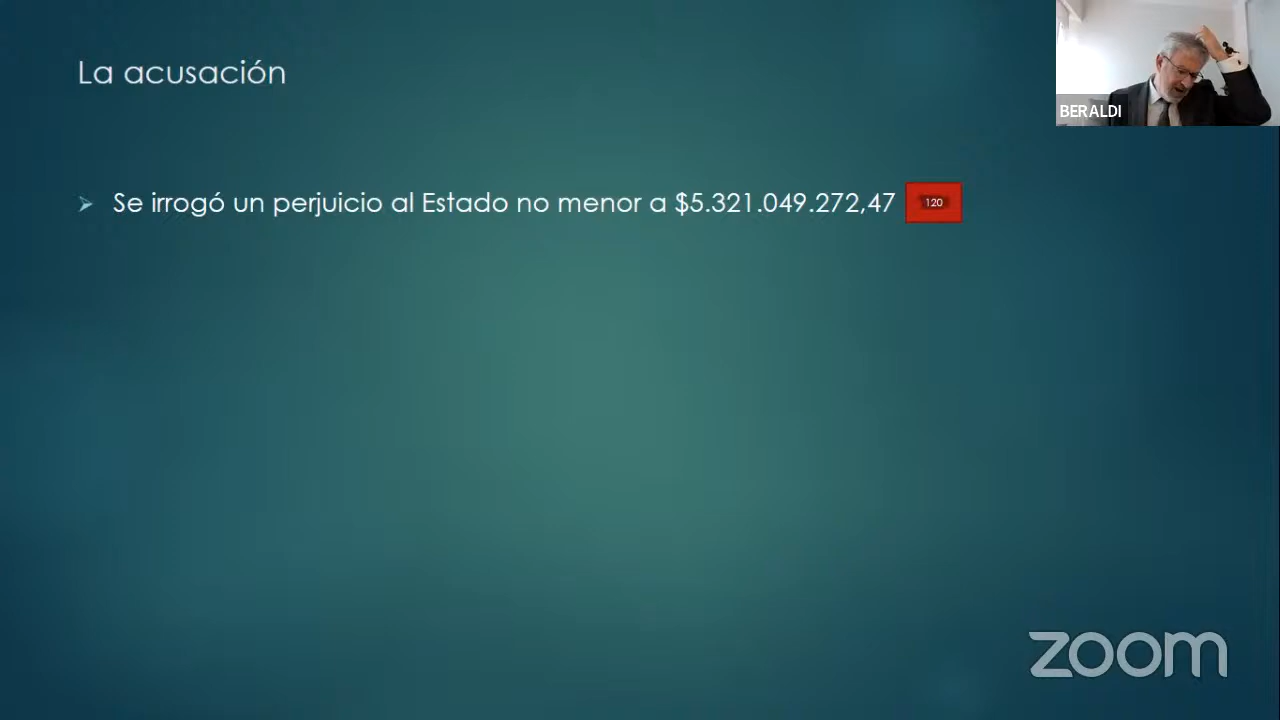 La acusación
BERALDI
Se irrogó un perjuicio al Estado no menor a $5.321.049.272,47
120
zoom